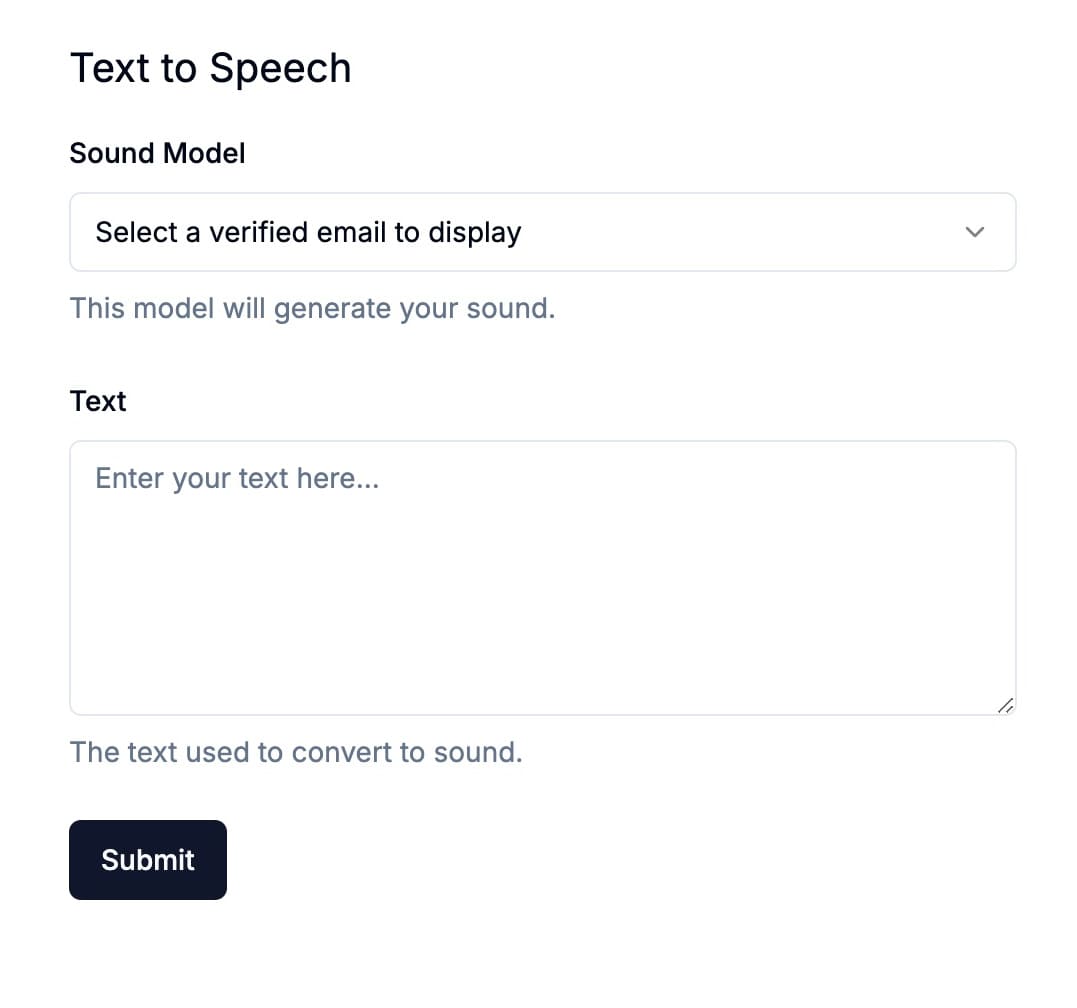 Text to Speech
Sound Model
Select a verified email to display
This model will generate your sound.
Text
Enter your text here...
The text used to convert to sound.
Submit